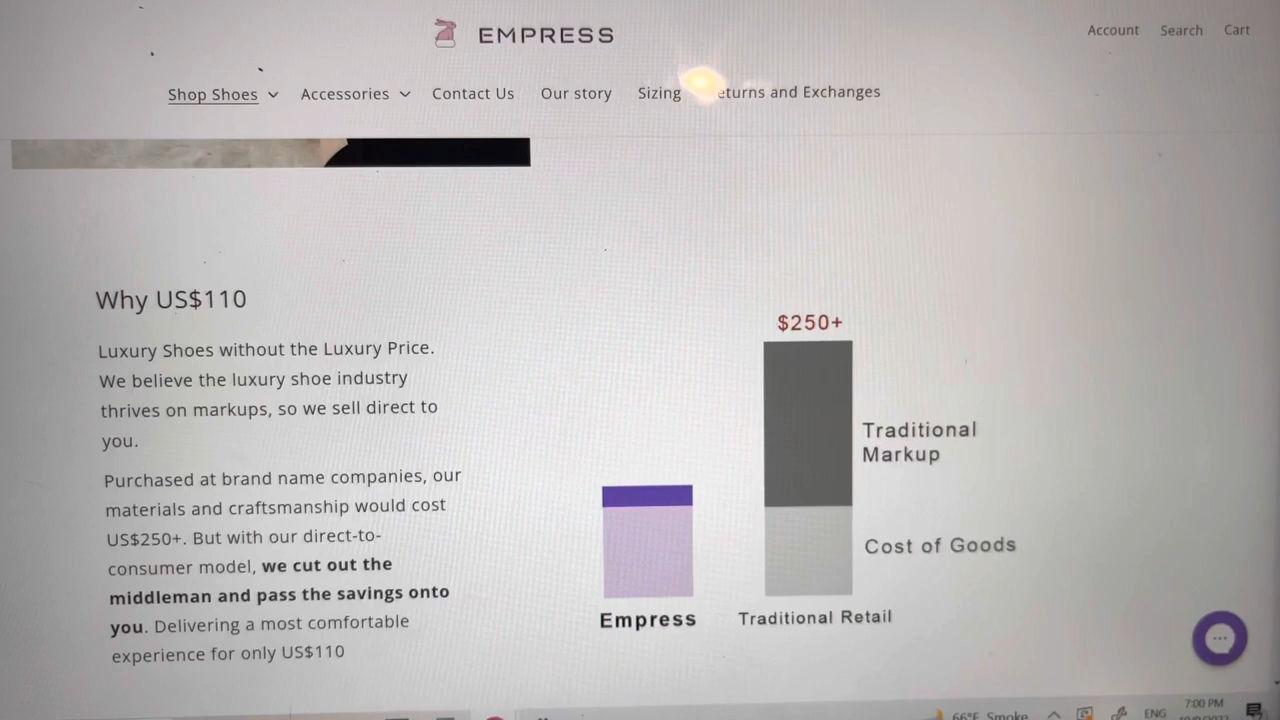 EMPRESS
Account Search Cart
Shop Shoes Accessories Contact Us Our story Sizing eturns and Exchanges
Why US$110
Luxury Shoes without the Luxury Price.
We believe the luxury shoe industry
thrives on markups, so we sell direct to
you.
Purchased at brand name companies, our
materials and craftsmanship would cost
US$250+. But with our direct-to-
consumer model, we cut out the
middleman and pass the savings onto
you. Delivering a most comfortable
experience for only US$110
$250+
Traditional
Markup
Cost of Goods
Empress
Traditional Retail
66°F Smoke
ENG
7:00 PM